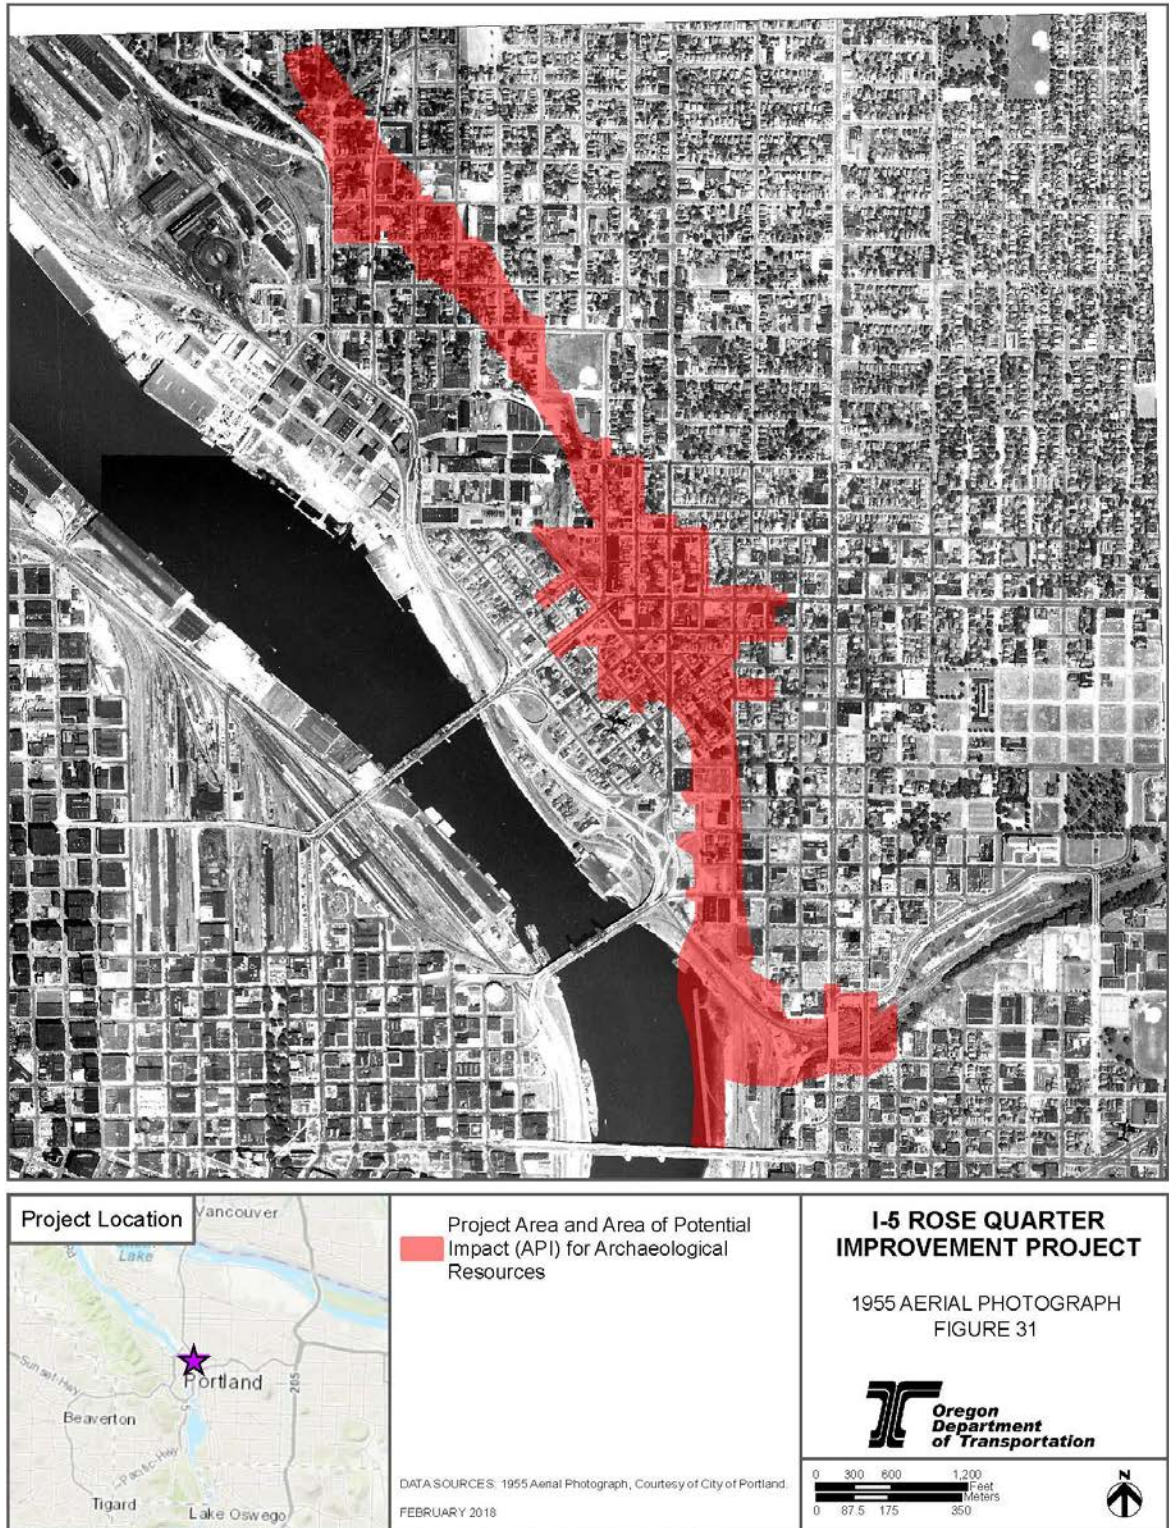 Project Location
Vancouver
Lake
Rd
Sunset-Hwy
Portland
205
5
Beaverton
Pacific-Hwy
Tigard
Lake Oswego
Project Area and Area of Potential
Impact (API) for Archaeological
Resources
DATA SOURCES: 1955 Aerial Photograph, Courtesy of City of Portland.
FEBRUARY 2018
I-5 ROSE QUARTER
IMPROVEMENT PROJECT
1955 AERIAL PHOTOGRAPH
FIGURE 31
Oregon
Department
of Transportation
0 300 600 1,200
Feet
Meters
0 87.5 175 350
N